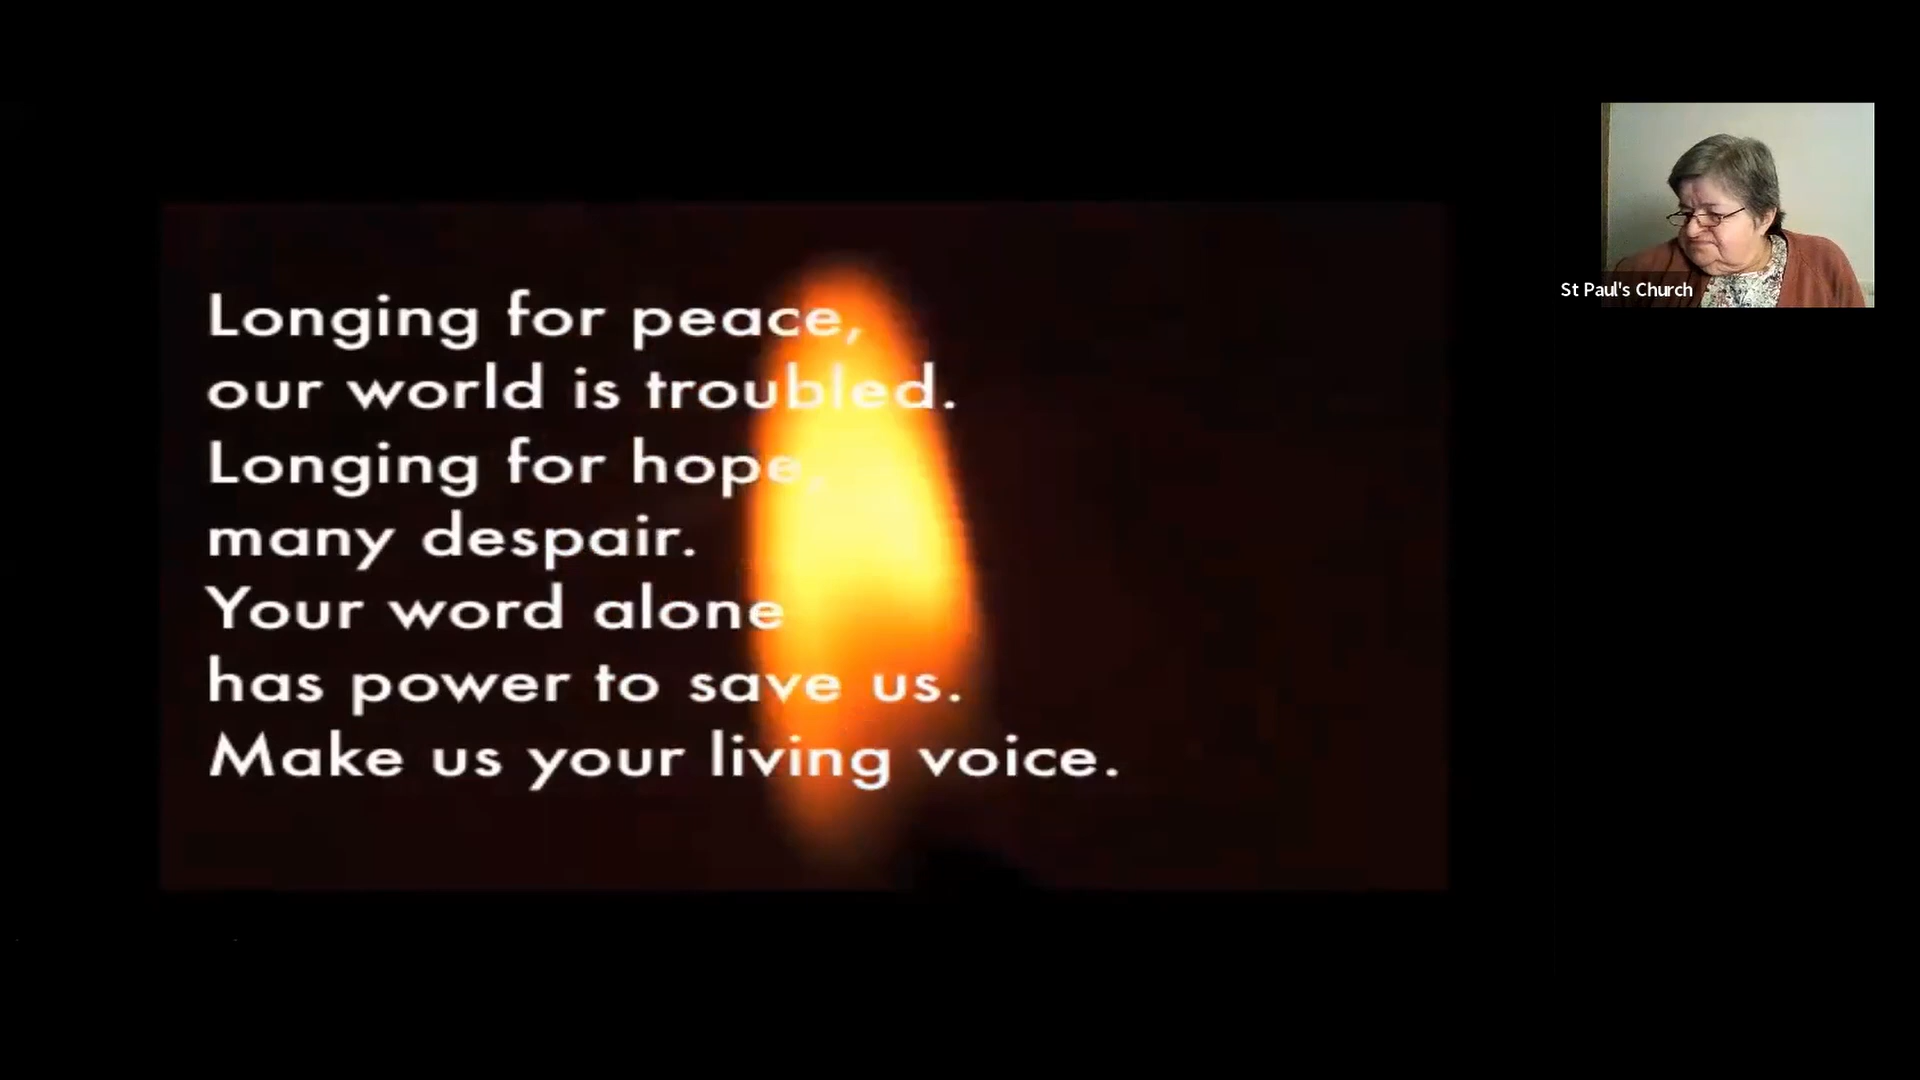 Longing for peace,
our world is troubled.
Longing for hope,
many despair.
Your word alone
has power to save us.
Make us your living voice.
St Paul's Church